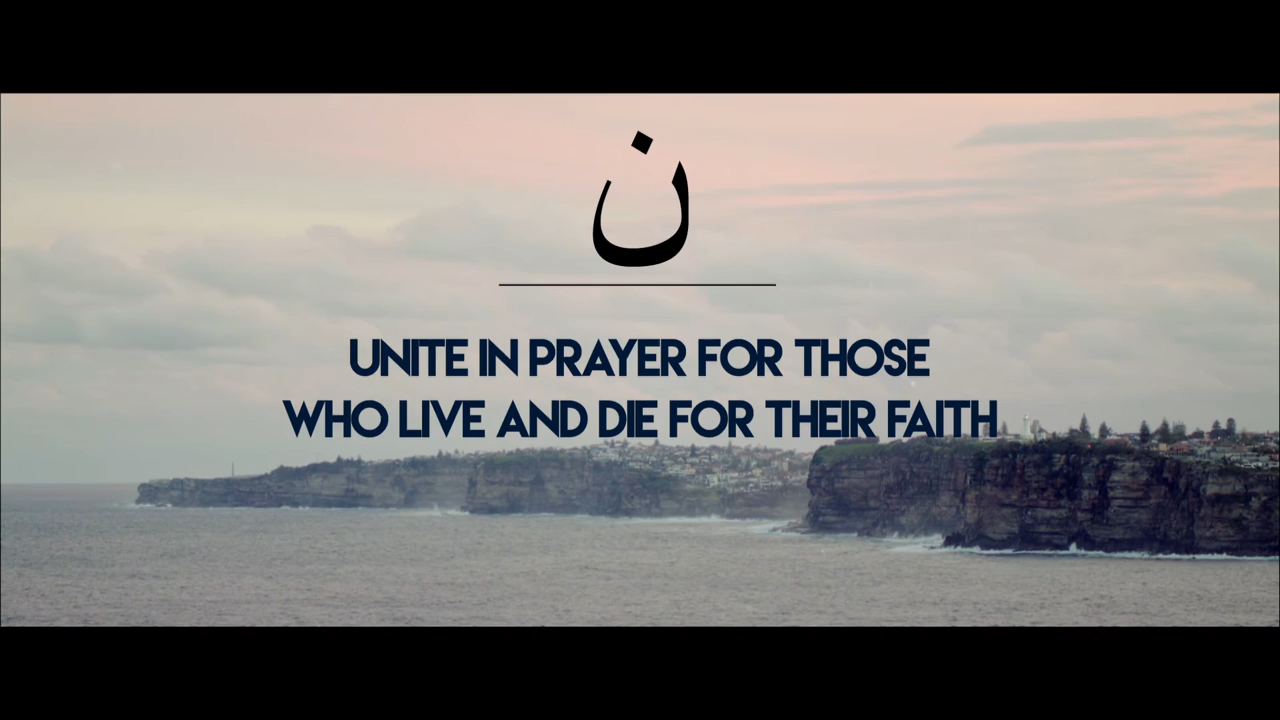 ن
UNITE IN PRAYER FOR THOSE
WHO LIVE AND DIE FOR THEIR FAITH